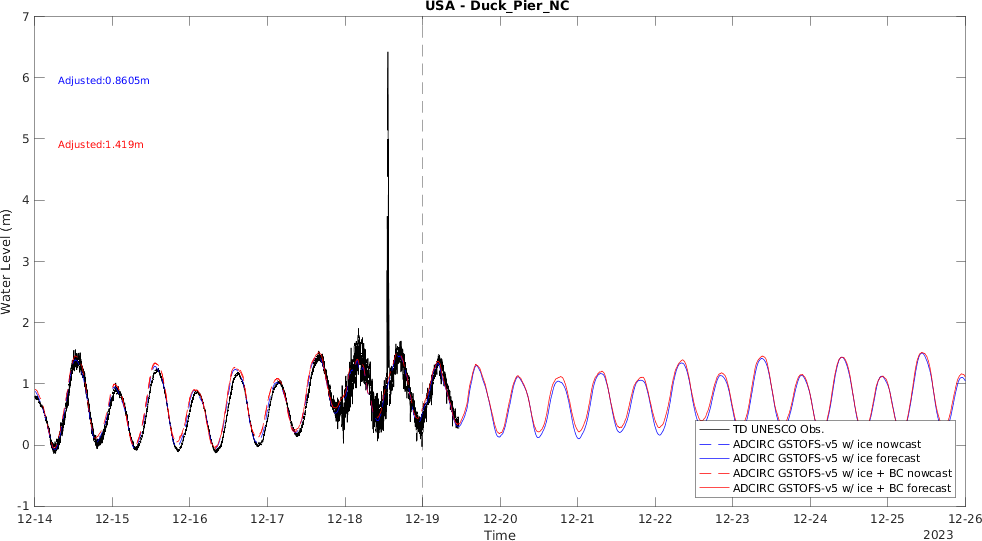 USA - Duck_Pier_NC
7
6
5
4
3
2
1
0
-1
Water Level (m)
Adjusted:0.8605m
Adjusted:1.419m
TD UNESCO Obs.
ADCIRC GSTOFS-v5 w/ ice nowcast
ADCIRC GSTOFS-v5 w/ ice forecast
ADCIRC GSTOFS-v5 w/ ice + BC nowcast
ADCIRC GSTOFS-v5 w/ ice + BC forecast
12-14 12-15 12-16 12-17 12-18 12-19 12-20 12-21 12-22 12-23 12-24 12-25 12-26
Time 2023